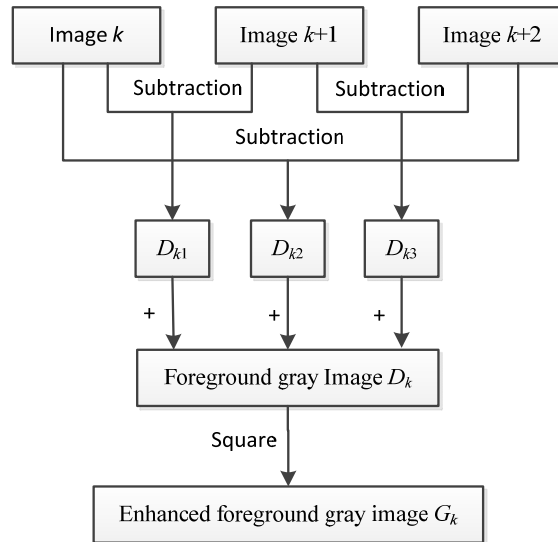 Image k
Image k+1
Image k+2
Subtraction
Subtraction
Subtraction
Dk1
Dk2
Dk3
+
+
+
Foreground gray Image Dk
Square
Enhanced foreground gray image Gk